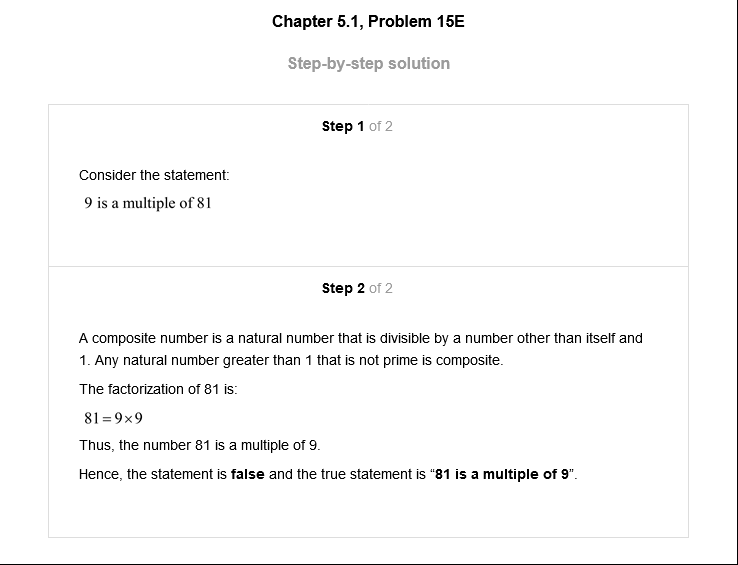 Chapter 5.1, Problem 15E
Step-by-step solution
Step 1 of 2
Consider the statement:
9 is a multiple of 81
Step 2 of 2
A composite number is a natural number that is divisible by a number other than itself and
1. Any natural number greater than 1 that is not prime is composite.
The factorization of 81 is:
81=9×9
Thus, the number 81 is a multiple of 9.
Hence, the statement is false and the true statement is “81 is a multiple of 9”.